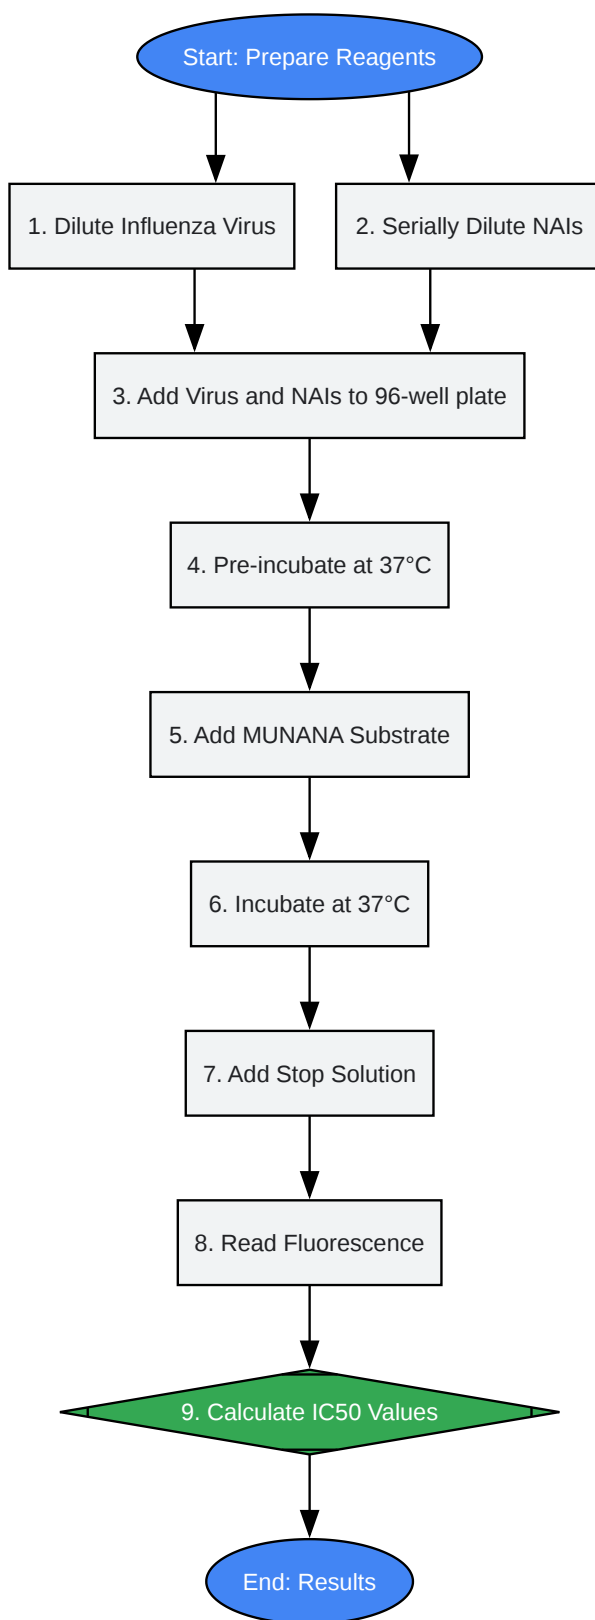 Start: Prepare Reagents
1. Dilute Influenza Virus
2. Serially Dilute NAIs
3. Add Virus and NAIs to 96-well plate
4. Pre-incubate at 37°C
5. Add MUNANA Substrate
6. Incubate at 37°C
7. Add Stop Solution
8. Read Fluorescence
9. Calculate IC50 Values
End: Results